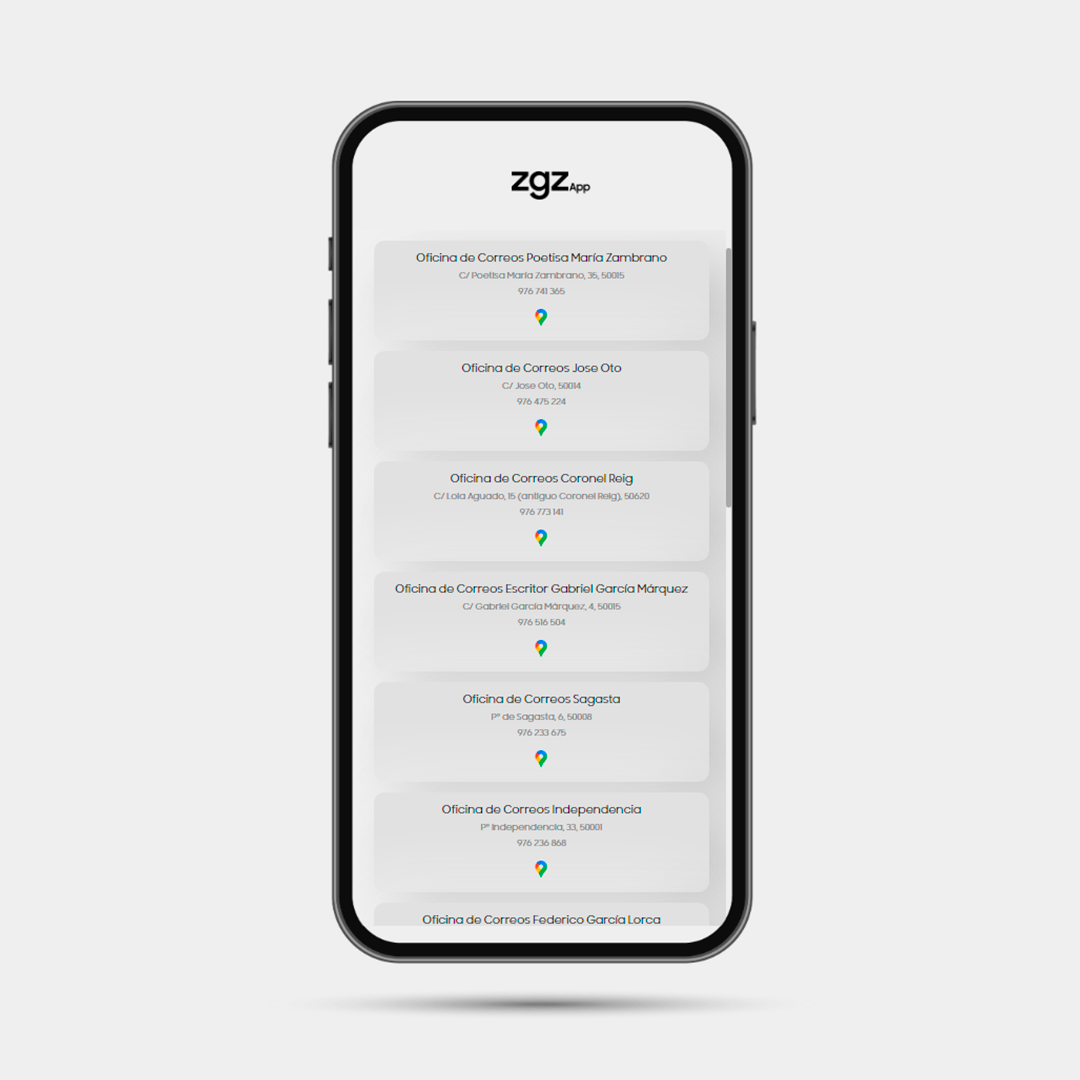 zgz App
Oficina de Correos Poetisa María Zambrano
C/ Poetisa María Zambrano, 35, 50015
976 741 365
Oficina de Correos Jose Oto
C/ Jose Oto, 50014
976 475 224
Oficina de Correos Coronel Reig
C/ Lola Aguado, 15 (antiguo Coronel Reig), 50620
976 773 141
Oficina de Correos Escritor Gabriel García Márquez
C/ Gabriel García Márquez, 4, 50015
976 516 504
Oficina de Correos Sagasta
Pº de Sagasta, 6, 50008
976 233 675
Oficina de Correos Independencia
Pº Independencia, 33, 50001
976 236 868
Oficina de Correos Federico García Lorca